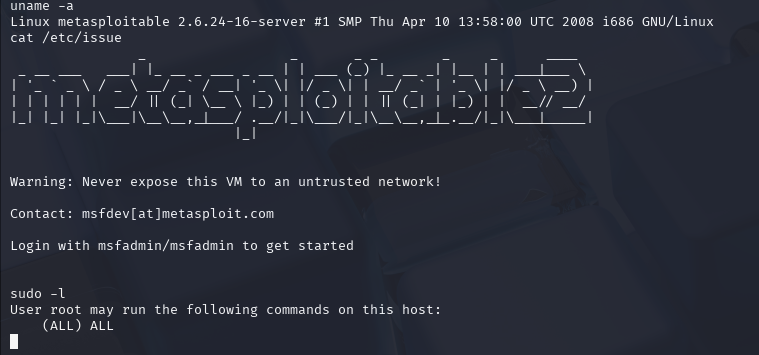 uname -a
Linux metasploitable 2.6.24-16-server #1 SMP Thu Apr 10 13:58:00 UTC 2008 i686 GNU/Linux
cat /etc/issue
metasploitable2
Warning: Never expose this VM to an untrusted network!
Contact: msfdev[at]metasploit.com
Login with msfadmin/msfadmin to get started
sudo -l
User root may run the following commands on this host:
(ALL) ALL